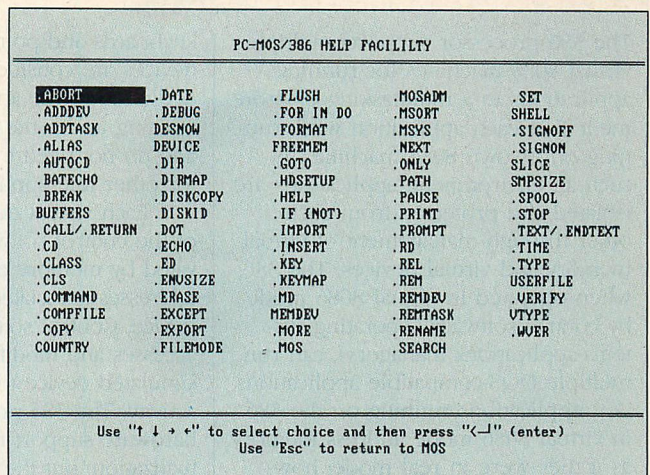 PC-MOS/386 HELP FACILILTY
.ABORT _.DATE .FLUSH .MOSADM .SET
.ADDDEV .DEBUG .FOR IN DO .MSORT SHELL
.ADDTASK DESNOW .FORMAT .MSYS .SIGNOFF
.ALIAS DEVICE FREEMEM .NEXT .SIGNON
.AUTOCD .DIR .GOTO .ONLY SLICE
.BATECHO .DIRMAP .HDSETUP .PATH SMPSIZE
.BREAK .DISKCOPY .HELP .PAUSE .SPOOL
BUFFERS .DISKID .IF {NOT} .PRINT .STOP
.CALL/.RETURN .DOT .IMPORT .PROMPT .TEXT/.ENDTEXT
.CD .ECHO .INSERT .RD .TIME
.CLASS .ED .KEY .REL .TYPE
.CLS .ENVSIZE .KEYMAP .REM USERFILE
.COMMAND .ERASE .MD .REMDEV .VERIFY
.COMPFILE .EXCEPT MEMDEV .REMTASK VTYPE
.COPY .EXPORT .MORE .RENAME .WVER
COUNTRY .FILEMODE .MOS .SEARCH
Use "↑ ↓ → ←" to select choice and then press "<─┘" (enter)
Use "Esc" to return to MOS